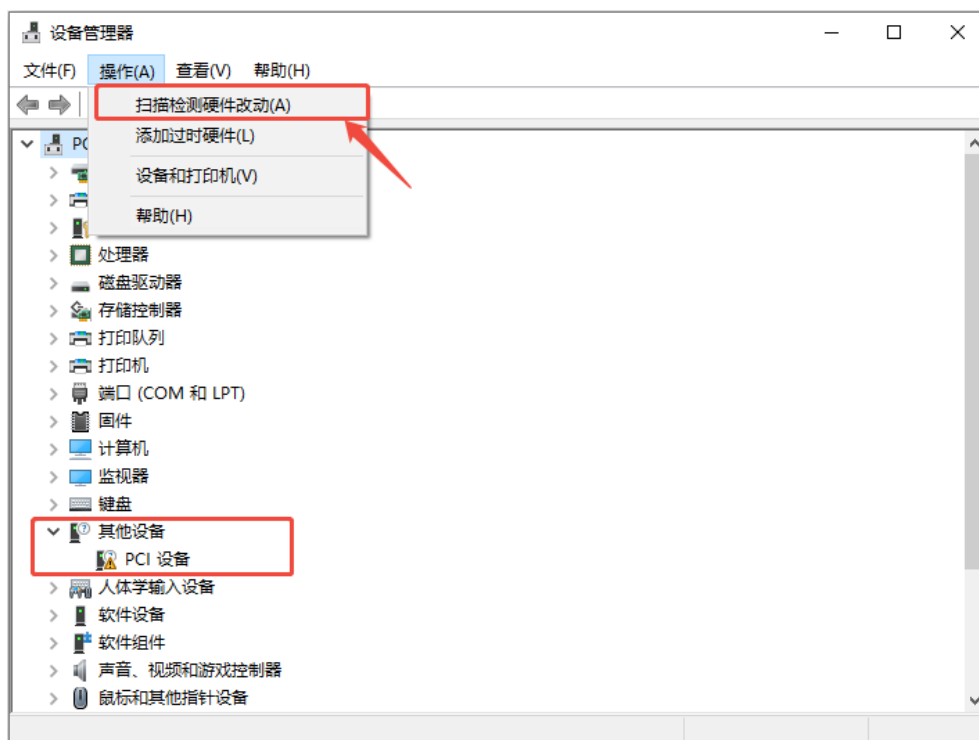 设备管理器
文件(F) 操作(A) 查看(V) 帮助(H)
扫描检测硬件改动(A)
添加过时硬件(L)
设备和打印机(V)
帮助(H)
处理器
磁盘驱动器
存储控制器
打印队列
打印机
端口 (COM 和 LPT)
固件
计算机
监视器
键盘
其他设备
PCI 设备
人体学输入设备
软件设备
软件组件
声音、视频和游戏控制器
鼠标和其他指针设备